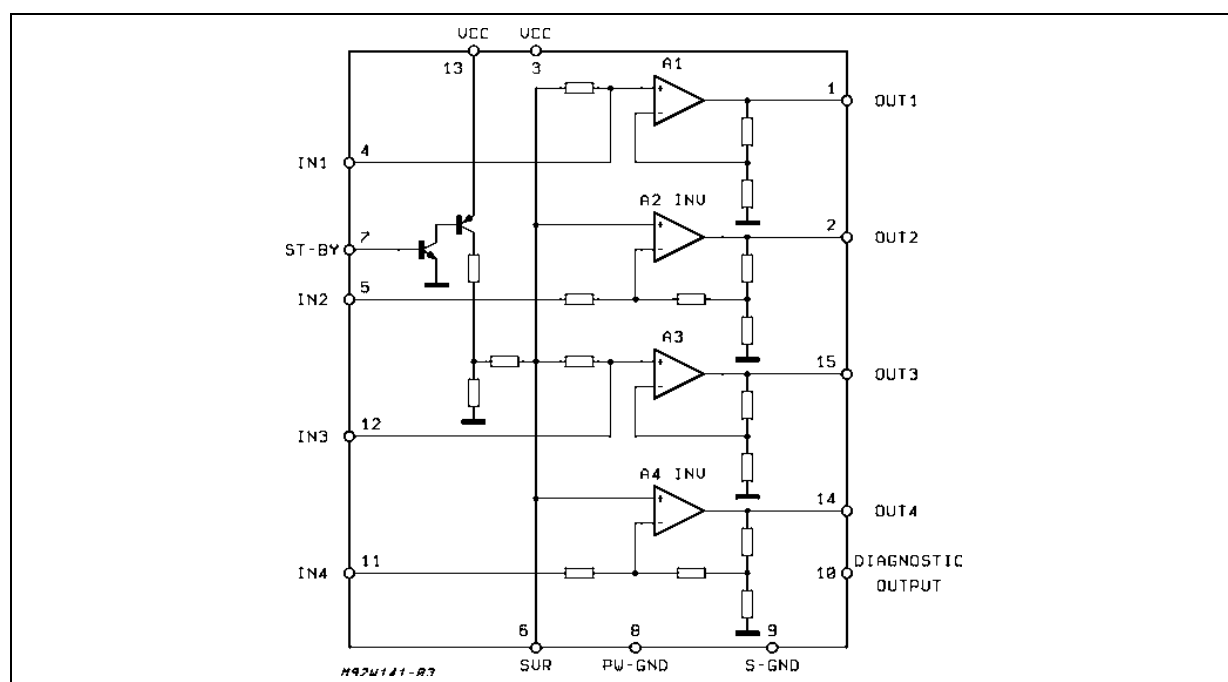 VCC VCC
13 3
A1
+
-
1 OUT1
IN1 4
A2 INV
+
-
2 OUT2
ST-BY 7
IN2 5
A3
+
-
15 OUT3
IN3 12
A4 INV
+
-
14 OUT4
IN4 11
10 DIAGNOSTIC
OUTPUT
6 8 9
SVR PW-GND S-GND